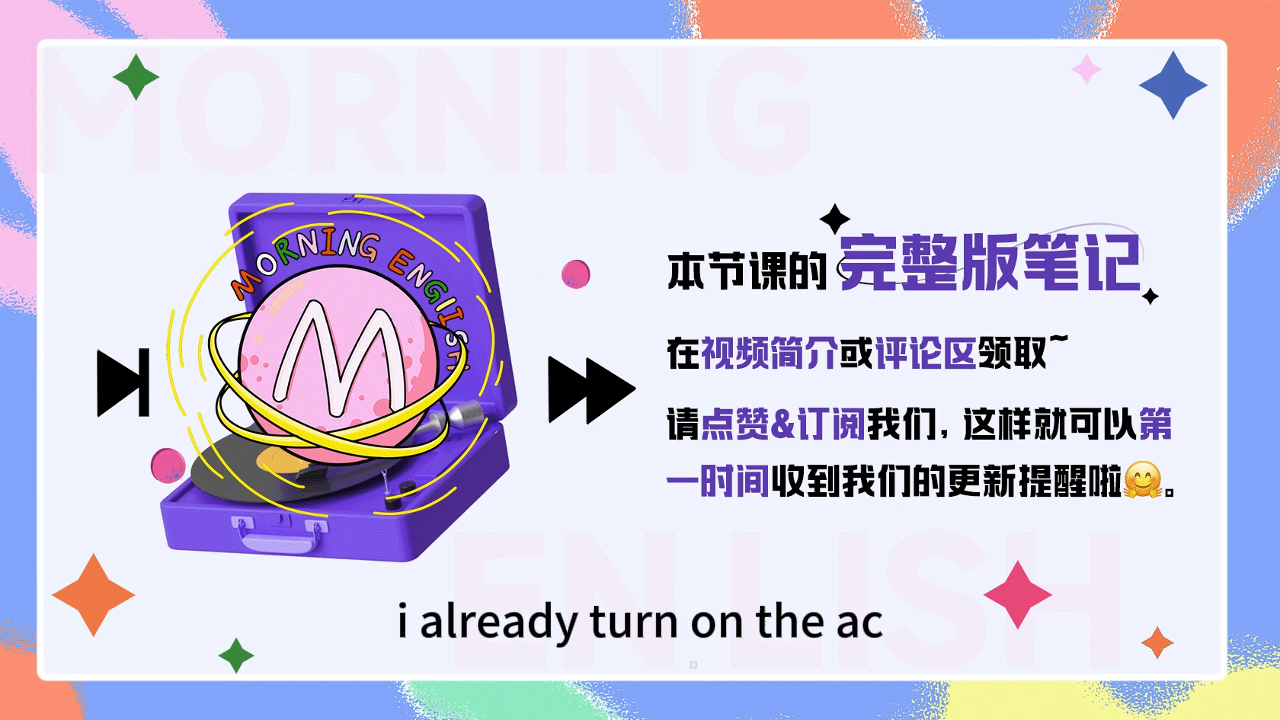 MORNING
MORNING ENGLISH
M
本节课的 完整版笔记
在视频简介或评论区领取~
请点赞&订阅我们, 这样就可以第
一时间收到我们的更新提醒啦🤗。
EN LISH
i already turn on the ac